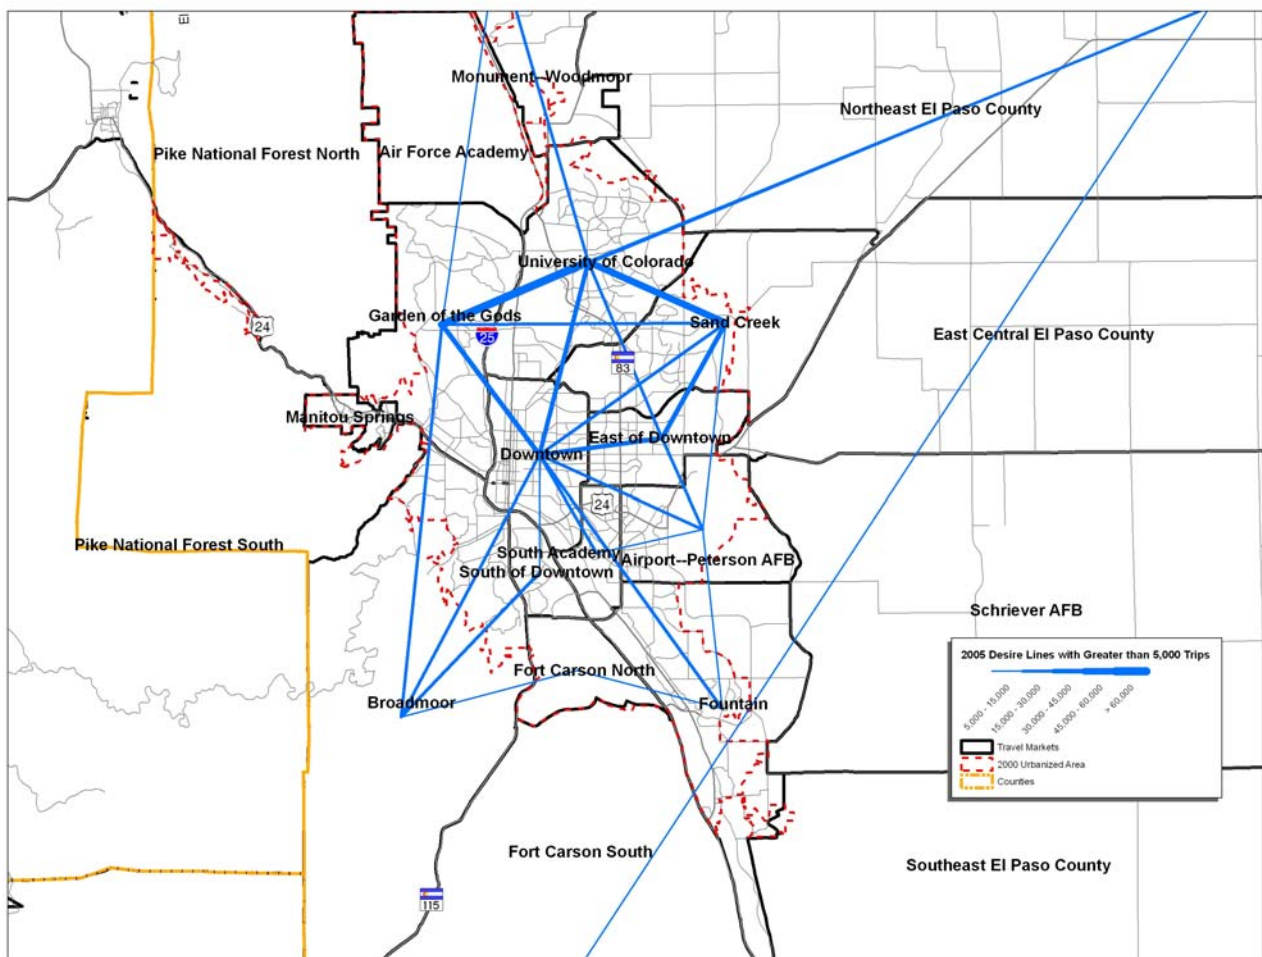 El
Monument--Woodmoor
Northeast El Paso County
Pike National Forest North
Air Force Academy
University of Colorado
Garden of the Gods
Sand Creek
24
25
83
East Central El Paso County
Manitou Springs
East of Downtown
Downtown
24
Pike National Forest South
South Academy
Airport--Peterson AFB
South of Downtown
Schriever AFB
2005 Desire Lines with Greater than 5,000 Trips
5,000 - 15,000
15,000 - 30,000
30,000 - 45,000
45,000 - 60,000
> 60,000
Travel Markets
2000 Urbanized Area
Counties
Fort Carson North
Broadmoor
Fountain
Fort Carson South
Southeast El Paso County
115